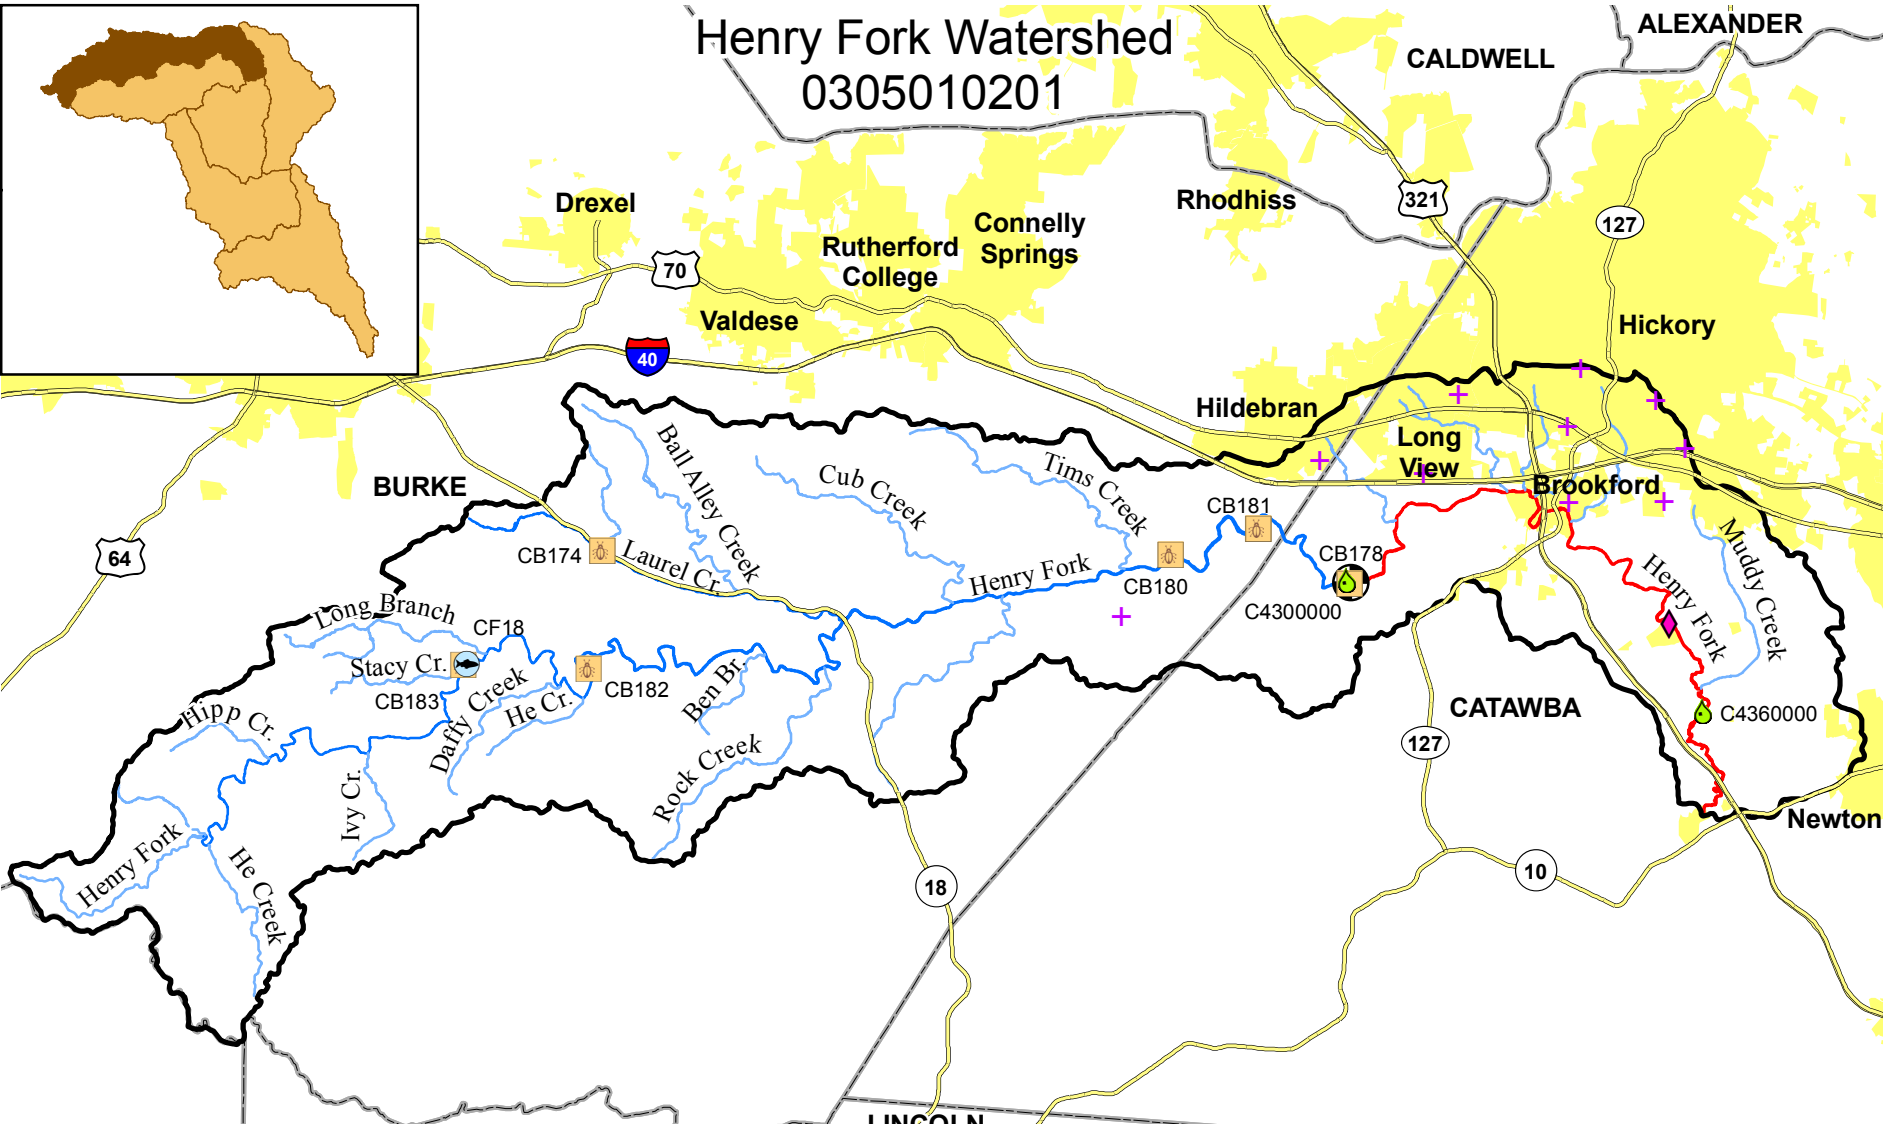 Henry Fork Watershed
0305010201
ALEXANDER
CALDWELL
321
127
Rhodhiss
Drexel
Connelly
Springs
Rutherford
College
70
Valdese
40
Hickory
Hildebran
Long
View
Brookford
BURKE
64
Ball Alley Creek
Cub Creek
Tims Creek
CB181
CB174
Laurel Cr.
Henry Fork
CB180
CB178
C4300000
Henry Fork
Muddy Creek
Long Branch
CF18
Stacy Cr.
CB183
CB182
Daffy Creek
He Cr.
Ben Br.
Hipp Cr.
Rock Creek
Ivy Cr.
Henry Fork
He Creek
CATAWBA
C4360000
127
Newton
18
10
LINCOLN